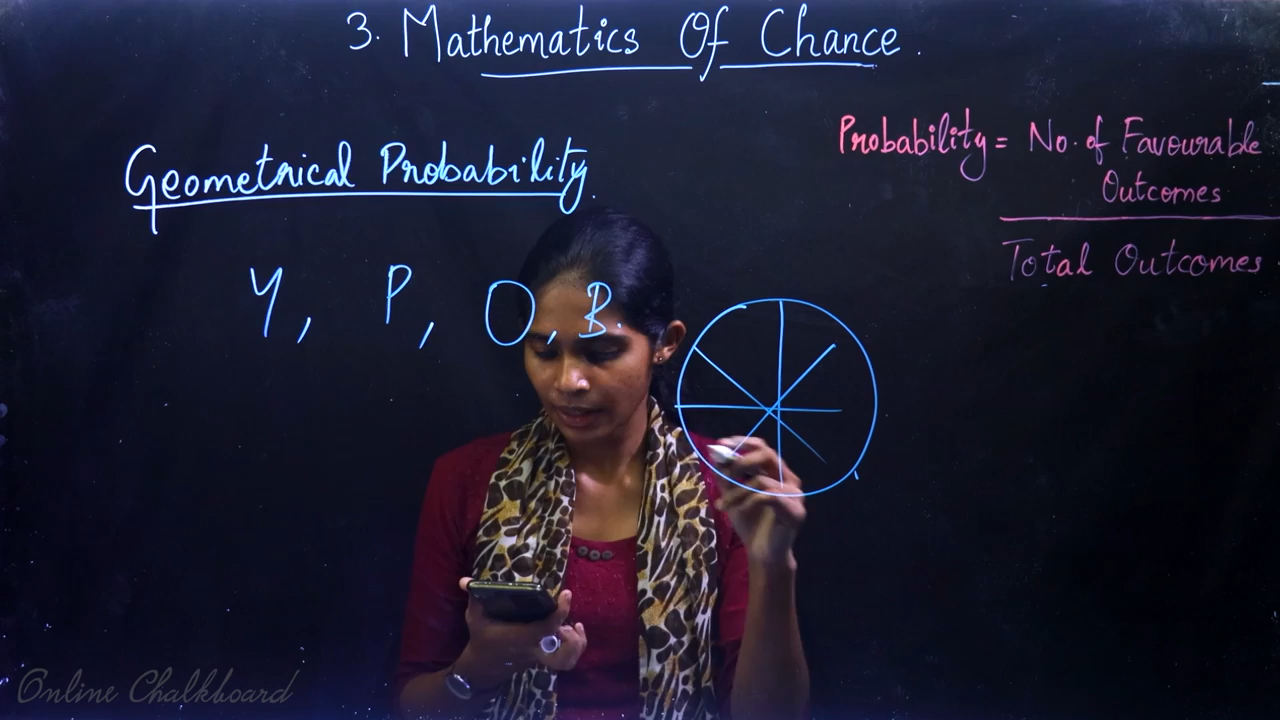 3. Mathematics Of Chance.
Geometrical Probability.
Probability = No. of Favourable
Outcomes
Total Outcomes
Y, P, O, B.
Online Chalkboard